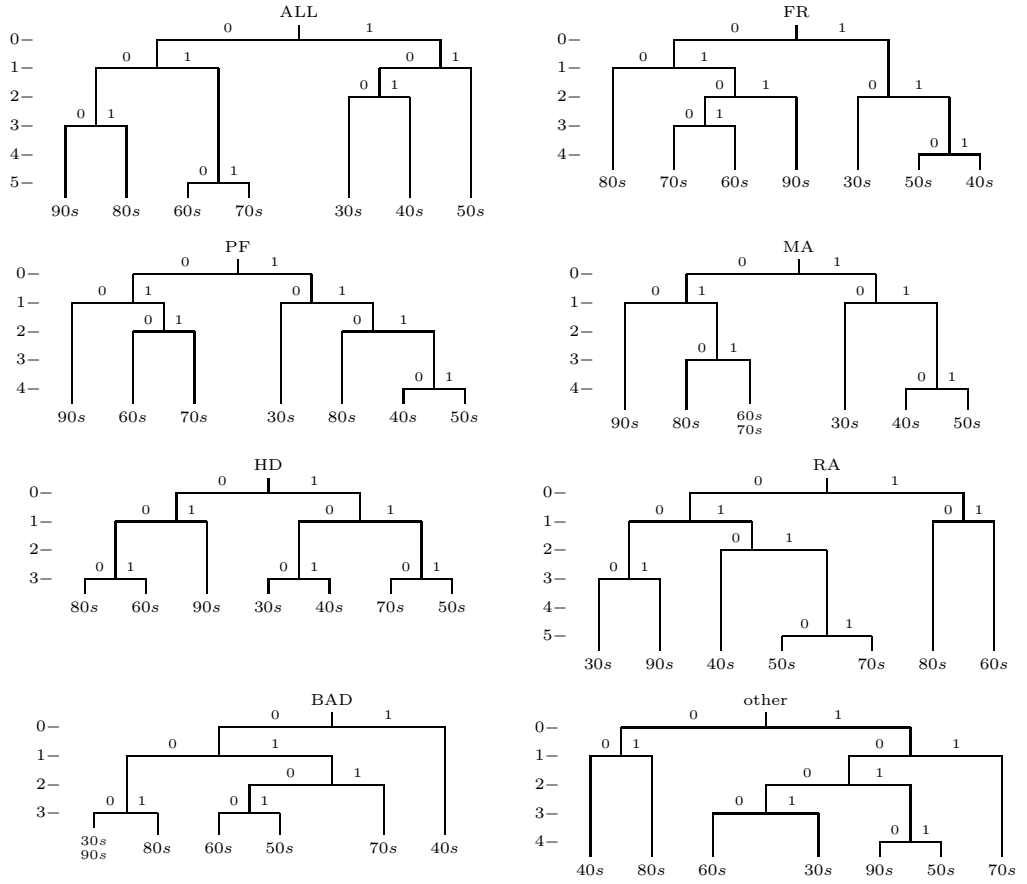 ALL
0 1
0–
0 1 0 1
1–
0 1
2–
0 1
3–
4–
0 1
5–
90s 80s 60s 70s 30s 40s 50s
FR
0 1
0–
0 1
1–
0 1 0 1
2–
0 1
3–
0 1
4–
80s 70s 60s 90s 30s 50s 40s
PF
0 1
0–
0 1 0 1
1–
0 1 0 1
2–
3–
0 1
4–
90s 60s 70s 30s 80s 40s 50s
MA
0 1
0–
0 1 0 1
1–
2–
0 1
3–
0 1
4–
90s 80s 60s 30s 40s 50s
70s
HD
0 1
0–
0 1 0 1
1–
2–
0 1 0 1 0 1
3–
80s 60s 90s 30s 40s 70s 50s
RA
0 1
0–
0 1 0 1
1–
0 1
2–
0 1
3–
4–
0 1
5–
30s 90s 40s 50s 70s 80s 60s
BAD
0 1
0–
0 1
1–
0 1
2–
0 1 0 1
3–
30s 80s 60s 50s 70s 40s
90s
other
0 1
0–
0 1 0 1
1–
0 1
2–
0 1
3–
0 1
4–
40s 80s 60s 30s 90s 50s 70s